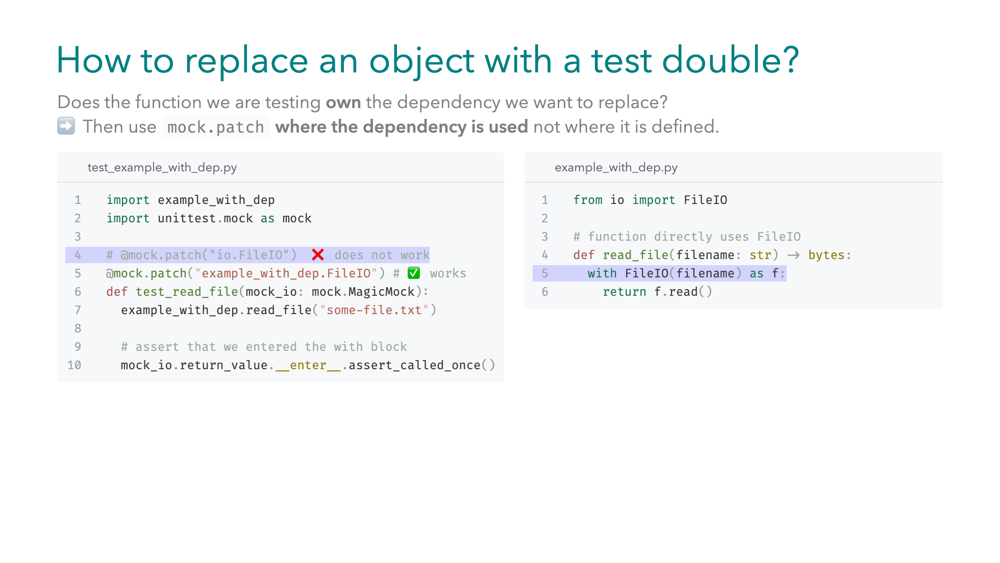 How to replace an object with a test double?
Does the function we are testing own the dependency we want to replace?
➡️ Then use mock.patch where the dependency is used not where it is defined.
test_example_with_dep.py
1 import example_with_dep
2 import unittest.mock as mock
3
4 # @mock.patch("io.FileIO") ❌ does not work
5 @mock.patch("example_with_dep.FileIO") # ✅ works
6 def test_read_file(mock_io: mock.MagicMock):
7   example_with_dep.read_file("some-file.txt")
8
9   # assert that we entered the with block
10   mock_io.return_value.__enter__.assert_called_once()
example_with_dep.py
1 from io import FileIO
2
3 # function directly uses FileIO
4 def read_file(filename: str) -> bytes:
5   with FileIO(filename) as f:
6     return f.read()